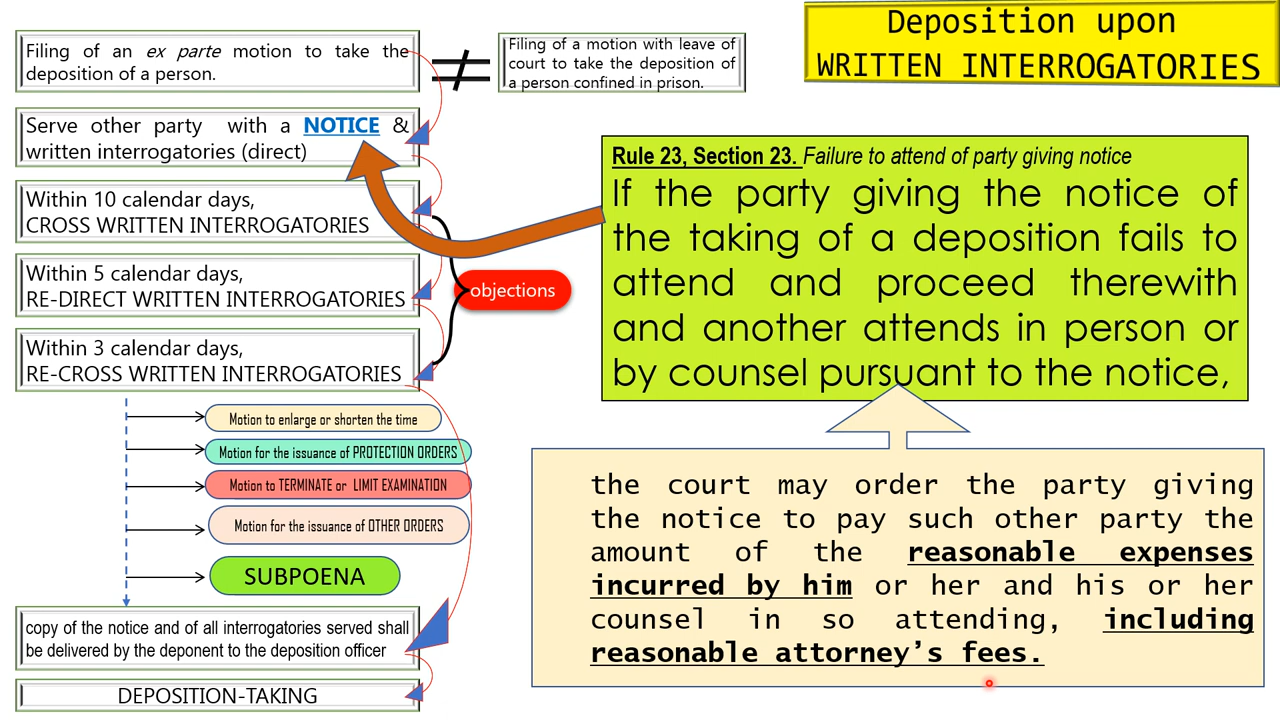 Deposition upon
WRITTEN INTERROGATORIES
Filing of an ex parte motion to take the
deposition of a person.
Filing of a motion with leave of
court to take the deposition of
a person confined in prison.
Serve other party with a NOTICE &
written interrogatories (direct)
Within 10 calendar days,
CROSS WRITTEN INTERROGATORIES
Within 5 calendar days,
RE-DIRECT WRITTEN INTERROGATORIES
Within 3 calendar days,
RE-CROSS WRITTEN INTERROGATORIES
objections
Motion to enlarge or shorten the time
Motion for the issuance of PROTECTION ORDERS
Motion to TERMINATE or LIMIT EXAMINATION
Motion for the issuance of OTHER ORDERS
SUBPOENA
copy of the notice and of all interrogatories served shall
be delivered by the deponent to the deposition officer
DEPOSITION-TAKING
Rule 23, Section 23. Failure to attend of party giving notice
If the party giving the notice of
the taking of a deposition fails to
attend and proceed therewith
and another attends in person or
by counsel pursuant to the notice,
the court may order the party giving
the notice to pay such other party the
amount of the reasonable expenses
incurred by him or her and his or her
counsel in so attending, including
reasonable attorney’s fees.